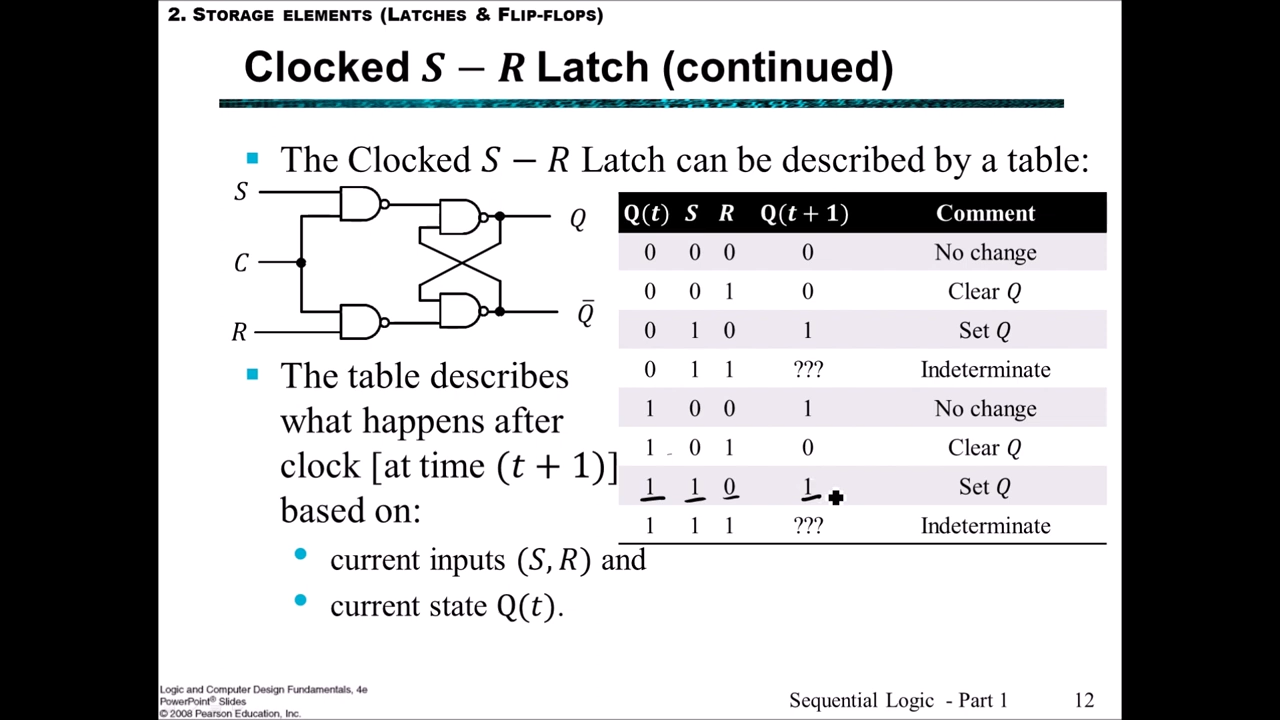 2. STORAGE ELEMENTS (LATCHES & FLIP-FLOPS)
Clocked S − R Latch (continued)
▪ The Clocked S − R Latch can be described by a table:
S
C
R
Q
Q̄
Q(t) S R Q(t + 1) Comment
0 0 0 0 No change
0 0 1 0 Clear Q
0 1 0 1 Set Q
0 1 1 ??? Indeterminate
1 0 0 1 No change
1 0 1 0 Clear Q
1 1 0 1 Set Q
1 1 1 ??? Indeterminate
▪ The table describes
what happens after
clock [at time (t + 1)]
based on:
• current inputs (S, R) and
• current state Q(t).
Logic and Computer Design Fundamentals, 4e
PowerPoint® Slides
© 2008 Pearson Education, Inc.
Sequential Logic - Part 1 12